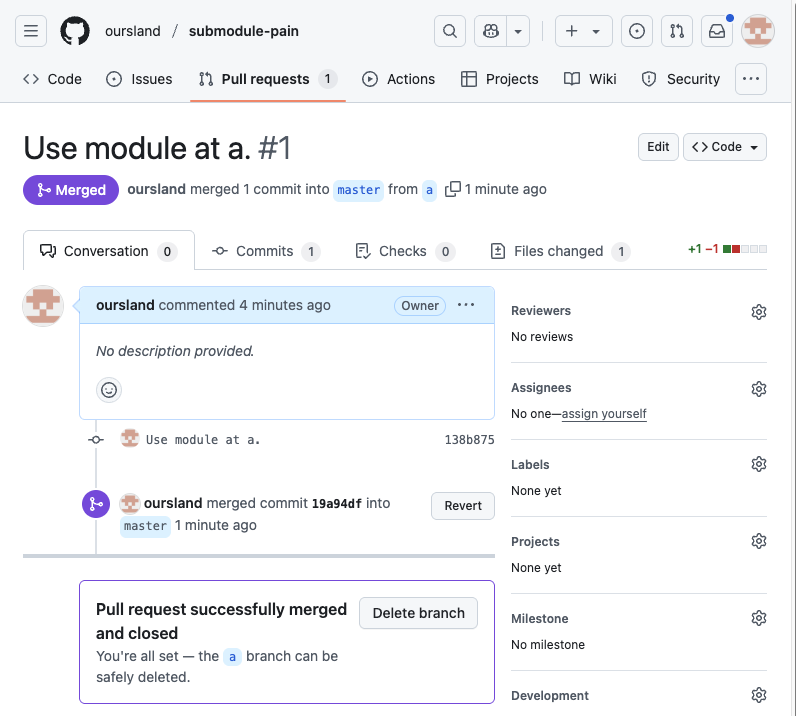 oursland / submodule-pain
Code Issues Pull requests 1 Actions Projects Wiki Security
Use module at a. #1
Edit
Code
Merged oursland merged 1 commit into master from a 1 minute ago
Conversation 0 Commits 1 Checks 0 Files changed 1 +1 −1
oursland commented 4 minutes ago Owner
No description provided.
Use module at a. 138b875
oursland merged commit 19a94df into
master 1 minute ago
Revert
Pull request successfully merged
and closed
You're all set — the a branch can be
safely deleted.
Delete branch
Reviewers
No reviews
Assignees
No one—assign yourself
Labels
None yet
Projects
None yet
Milestone
No milestone
Development